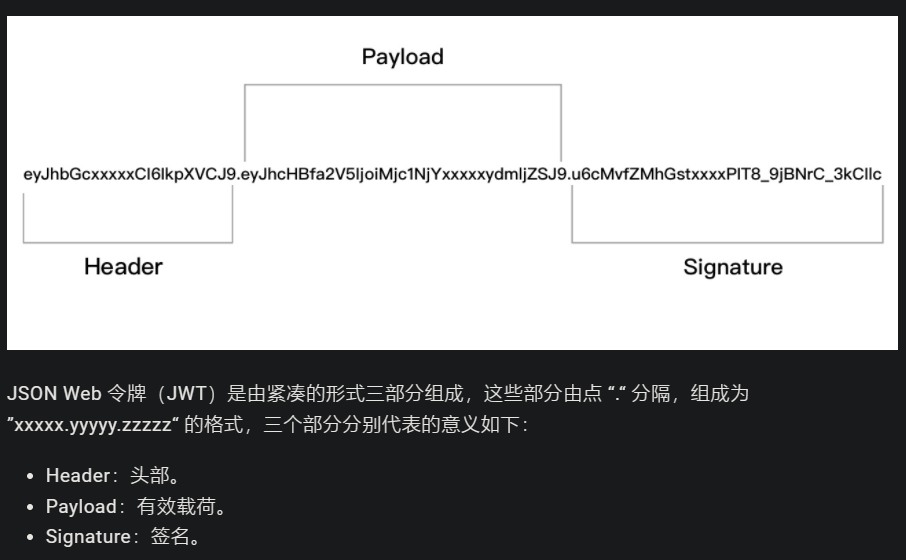 Payload
eyJhbGcxxxxxCI6IkpXVCJ9.eyJhcHBfa2V5IjoiMjc1NjYxxxxxydmljZSJ9.u6cMvfZMhGstxxxxPIT8_9jBNrC_3kCIlc
Header
Signature
JSON Web 令牌（JWT）是由紧凑的形式三部分组成，这些部分由点 “.“ 分隔，组成为
”xxxxx.yyyyy.zzzzz“ 的格式，三个部分分别代表的意义如下：
• Header：头部。
• Payload：有效载荷。
• Signature：签名。